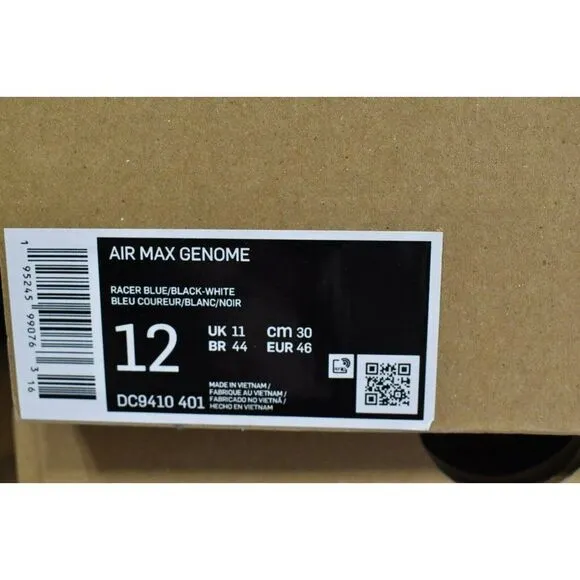 AIR MAX GENOME
RACER BLUE/BLACK-WHITE
BLEU COUREUR/BLANC/NOIR
12
UK 11 CM 30
BR 44 EUR 46
DC9410 401
MADE IN VIETNAM /
FABRIQUE AU VIETNAM /
FABRICADO NO VIETNÃ /
HECHO EN VIETNAM
1 95245 99076 3 16